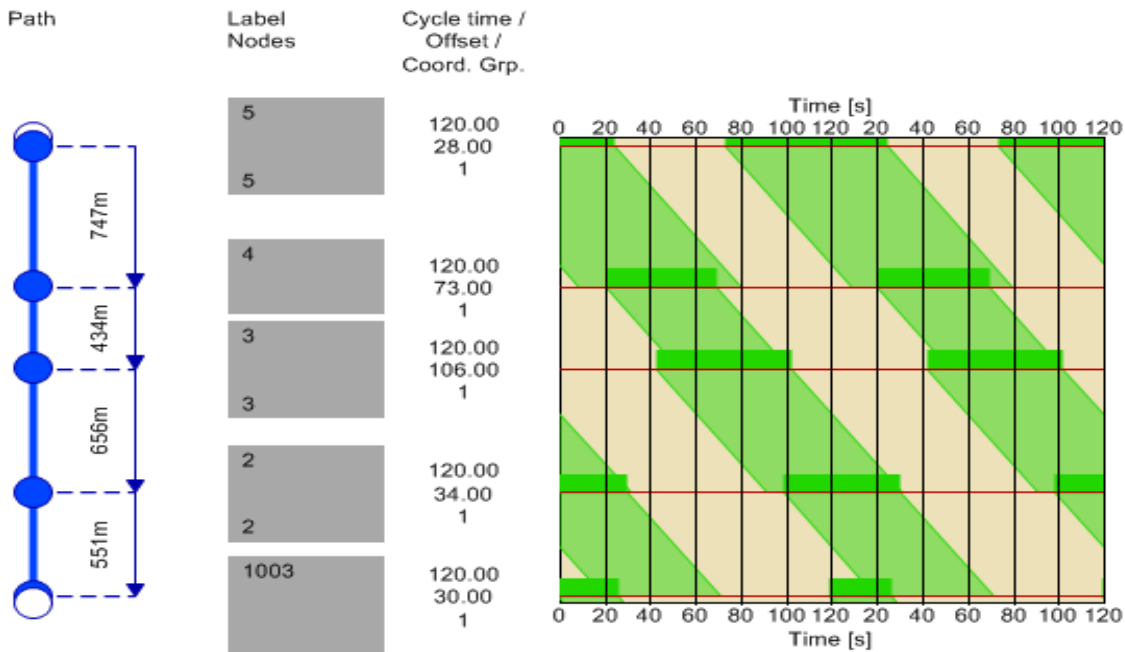 Path
Label
Nodes
Cycle time /
Offset /
Coord. Grp.
Time [s]
0 20 40 60 80 100 120 20 40 60 80 100 120
5
5
120.00
28.00
1
747m
4
120.00
73.00
1
434m
3
3
120.00
106.00
1
656m
2
2
120.00
34.00
1
551m
1003
120.00
30.00
1
0 20 40 60 80 100 120 20 40 60 80 100 120
Time [s]